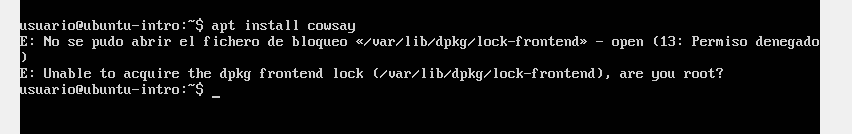 usuario@ubuntu-intro:~$ apt install cowsay
E: No se pudo abrir el fichero de bloqueo «/var/lib/dpkg/lock-frontend» - open (13: Permiso denegado
)
E: Unable to acquire the dpkg frontend lock (/var/lib/dpkg/lock-frontend), are you root?
usuario@ubuntu-intro:~$ _